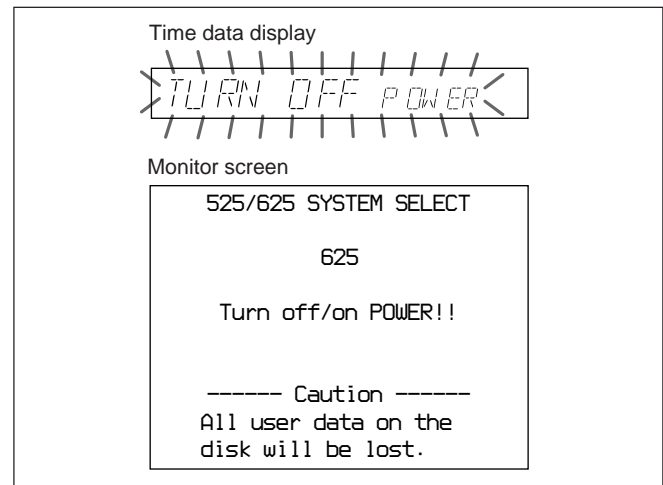 Time data display
TURN OFF POWER
Monitor screen
525/625 SYSTEM SELECT
625
Turn off/on POWER!!
------ Caution ------
All user data on the
disk will be lost.